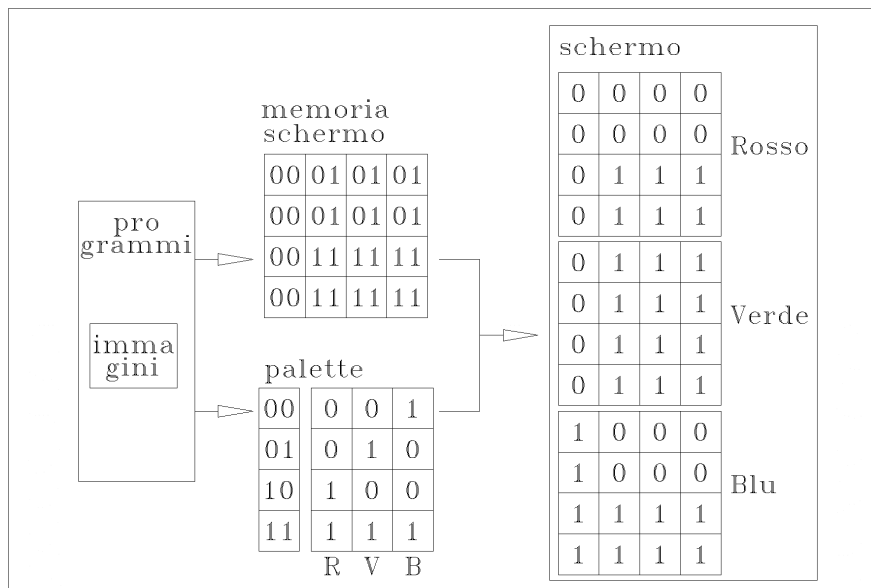 pro
grammi
imma
gini
memoria
schermo
00 01 01 01
00 01 01 01
00 11 11 11
00 11 11 11
palette
00 0 0 1
01 0 1 0
10 1 0 0
11 1 1 1
R V B
schermo
0 0 0 0
0 0 0 0
0 1 1 1
0 1 1 1
Rosso
0 1 1 1
0 1 1 1
0 1 1 1
0 1 1 1
Verde
1 0 0 0
1 0 0 0
1 1 1 1
1 1 1 1
Blu